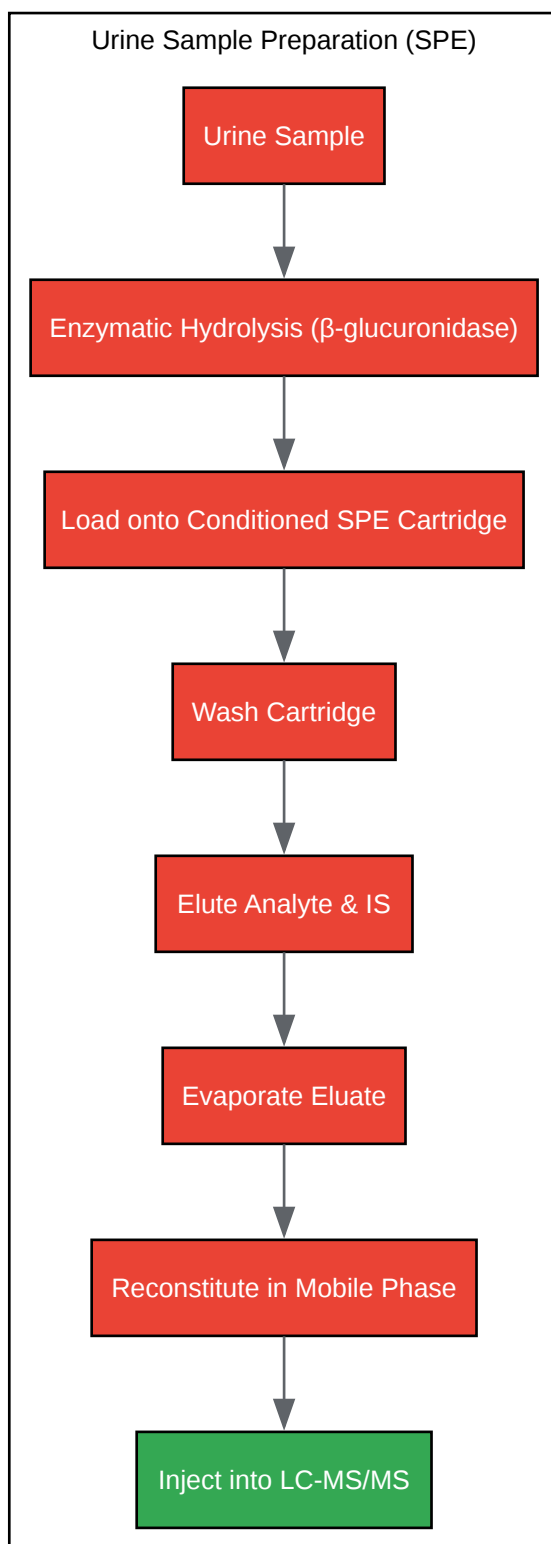 Urine Sample Preparation (SPE)
Urine Sample
Enzymatic Hydrolysis (β-glucuronidase)
Load onto Conditioned SPE Cartridge
Wash Cartridge
Elute Analyte & IS
Evaporate Eluate
Reconstitute in Mobile Phase
Inject into LC-MS/MS